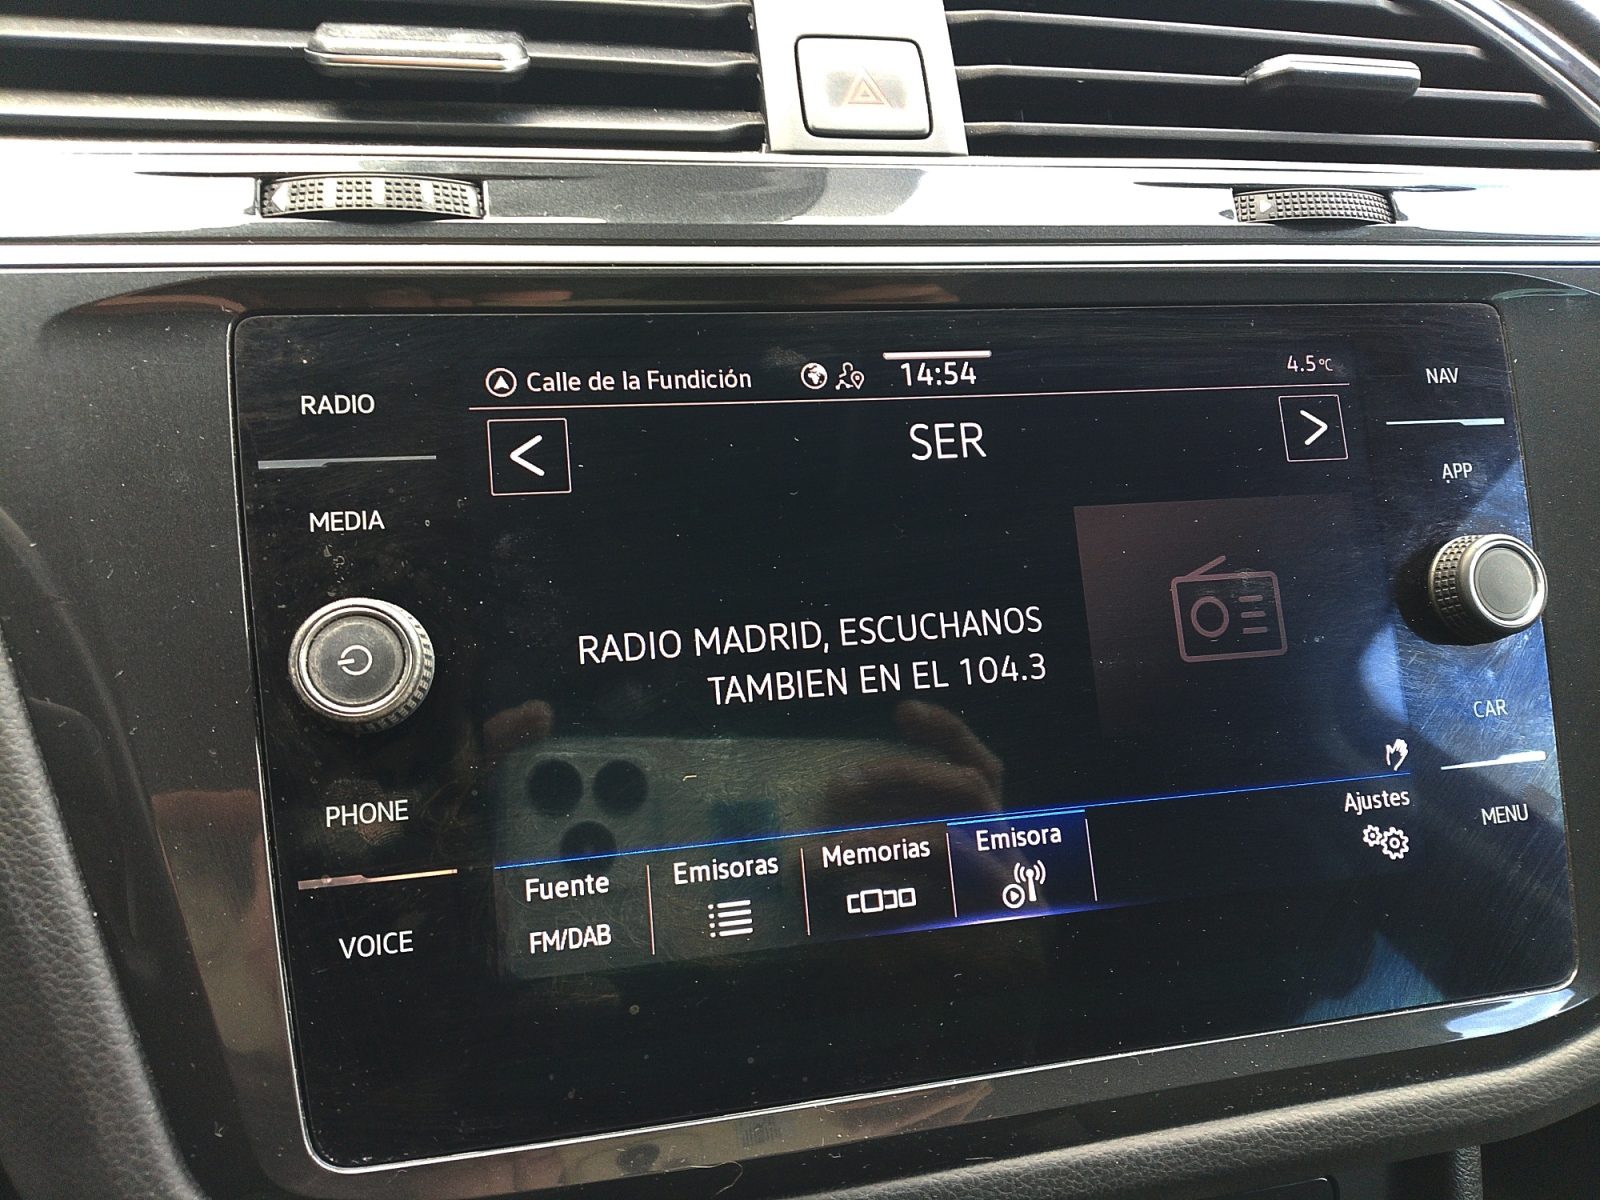 RADIO
MEDIA
PHONE
VOICE
Calle de la Fundición
14:54
4.5°C
SER
RADIO MADRID, ESCUCHANOS
TAMBIEN EN EL 104.3
Fuente
FM/DAB
Emisoras
Memorias
Emisora
Ajustes
NAV
APP
CAR
MENU